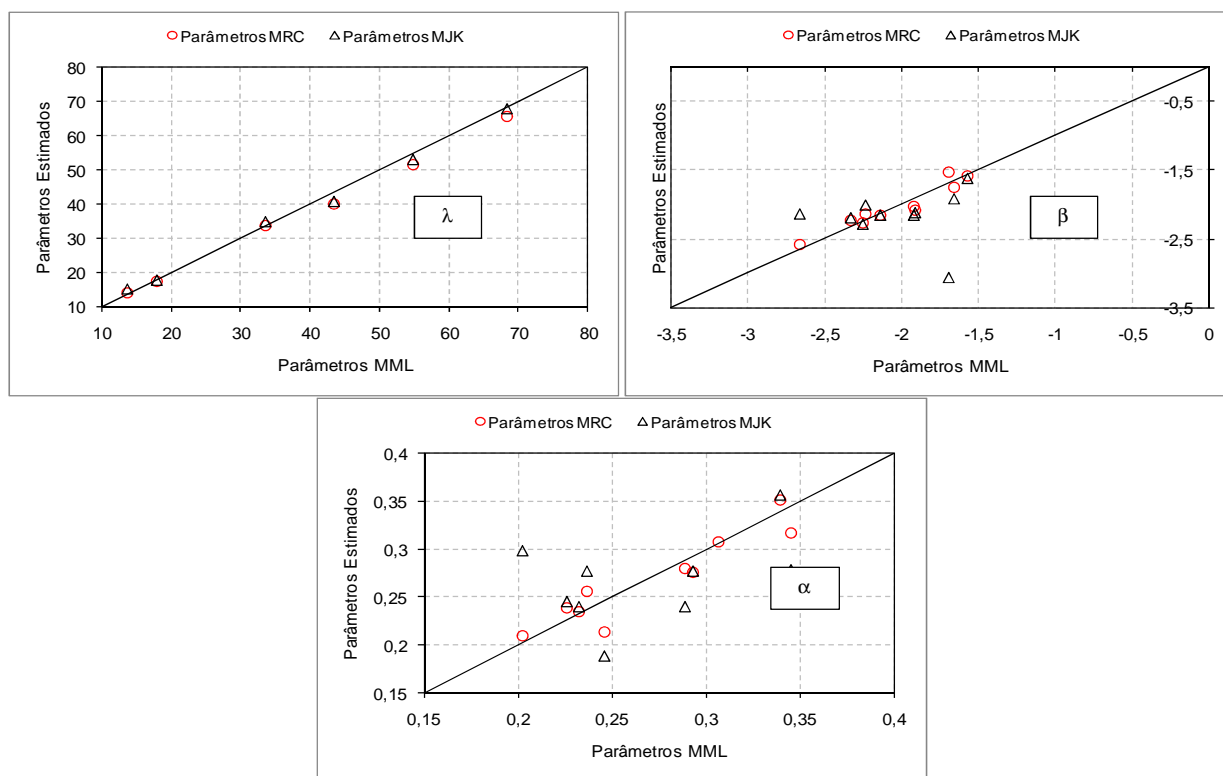 Parâmetros MRC Parâmetros MJK
80
70
60
50
40
30
20
10
Parâmetros Estimados
λ
10 20 30 40 50 60 70 80
Parâmetros MML
Parâmetros MRC Parâmetros MJK
-0,5
-1,5
-2,5
-3,5
Parâmetros Estimados
β
-3,5 -3 -2,5 -2 -1,5 -1 -0,5 0
Parâmetros MML
Parâmetros MRC Parâmetros MJK
0,4
0,35
0,3
0,25
0,2
0,15
Parâmetros Estimados
α
0,15 0,2 0,25 0,3 0,35 0,4
Parâmetros MML